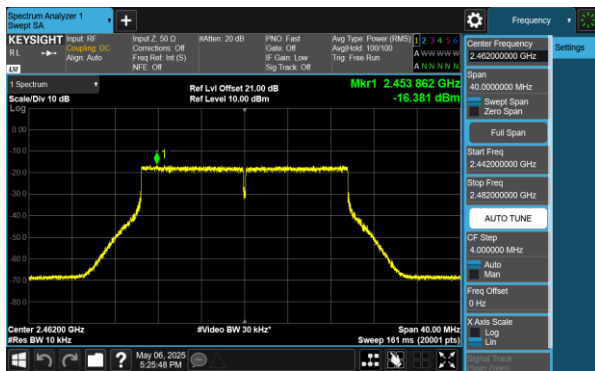 Spectrum Analyzer 1
Swept SA
Frequency
KEYSIGHT
RL
LXI
Input: RF
Coupling: DC
Align: Auto
Input Z: 50 Ω
Corrections: Off
Freq Ref: Int (S)
NFE: Off
#Atten: 20 dB
PNO: Fast
Gate: Off
IF Gain: Low
Sig Track: Off
Avg Type: Power (RMS)
Avg|Hold: 100/100
Trig: Free Run
1 2 3 4 5 6
A W W W W W
A N N N N N
1 Spectrum
Scale/Div 10 dB
Ref Lvl Offset 21.00 dB
Ref Level 10.00 dBm
Mkr1 2.453 862 GHz
-16.381 dBm
Log
0.00
-10.0
-20.0
-30.0
-40.0
-50.0
-60.0
-70.0
-80.0
1
Center 2.46200 GHz
#Res BW 10 kHz
#Video BW 30 kHz*
Span 40.00 MHz
Sweep 161 ms (20001 pts)
May 06, 2025
5:25:48 PM
Center Frequency
2.462000000 GHz
Settings
Span
40.0000000 MHz
Swept Span
Zero Span
Full Span
Start Freq
2.442000000 GHz
Stop Freq
2.482000000 GHz
AUTO TUNE
CF Step
4.000000 MHz
Auto
Man
Freq Offset
0 Hz
X Axis Scale
Log
Lin
Signal Track
(Span Zoom)